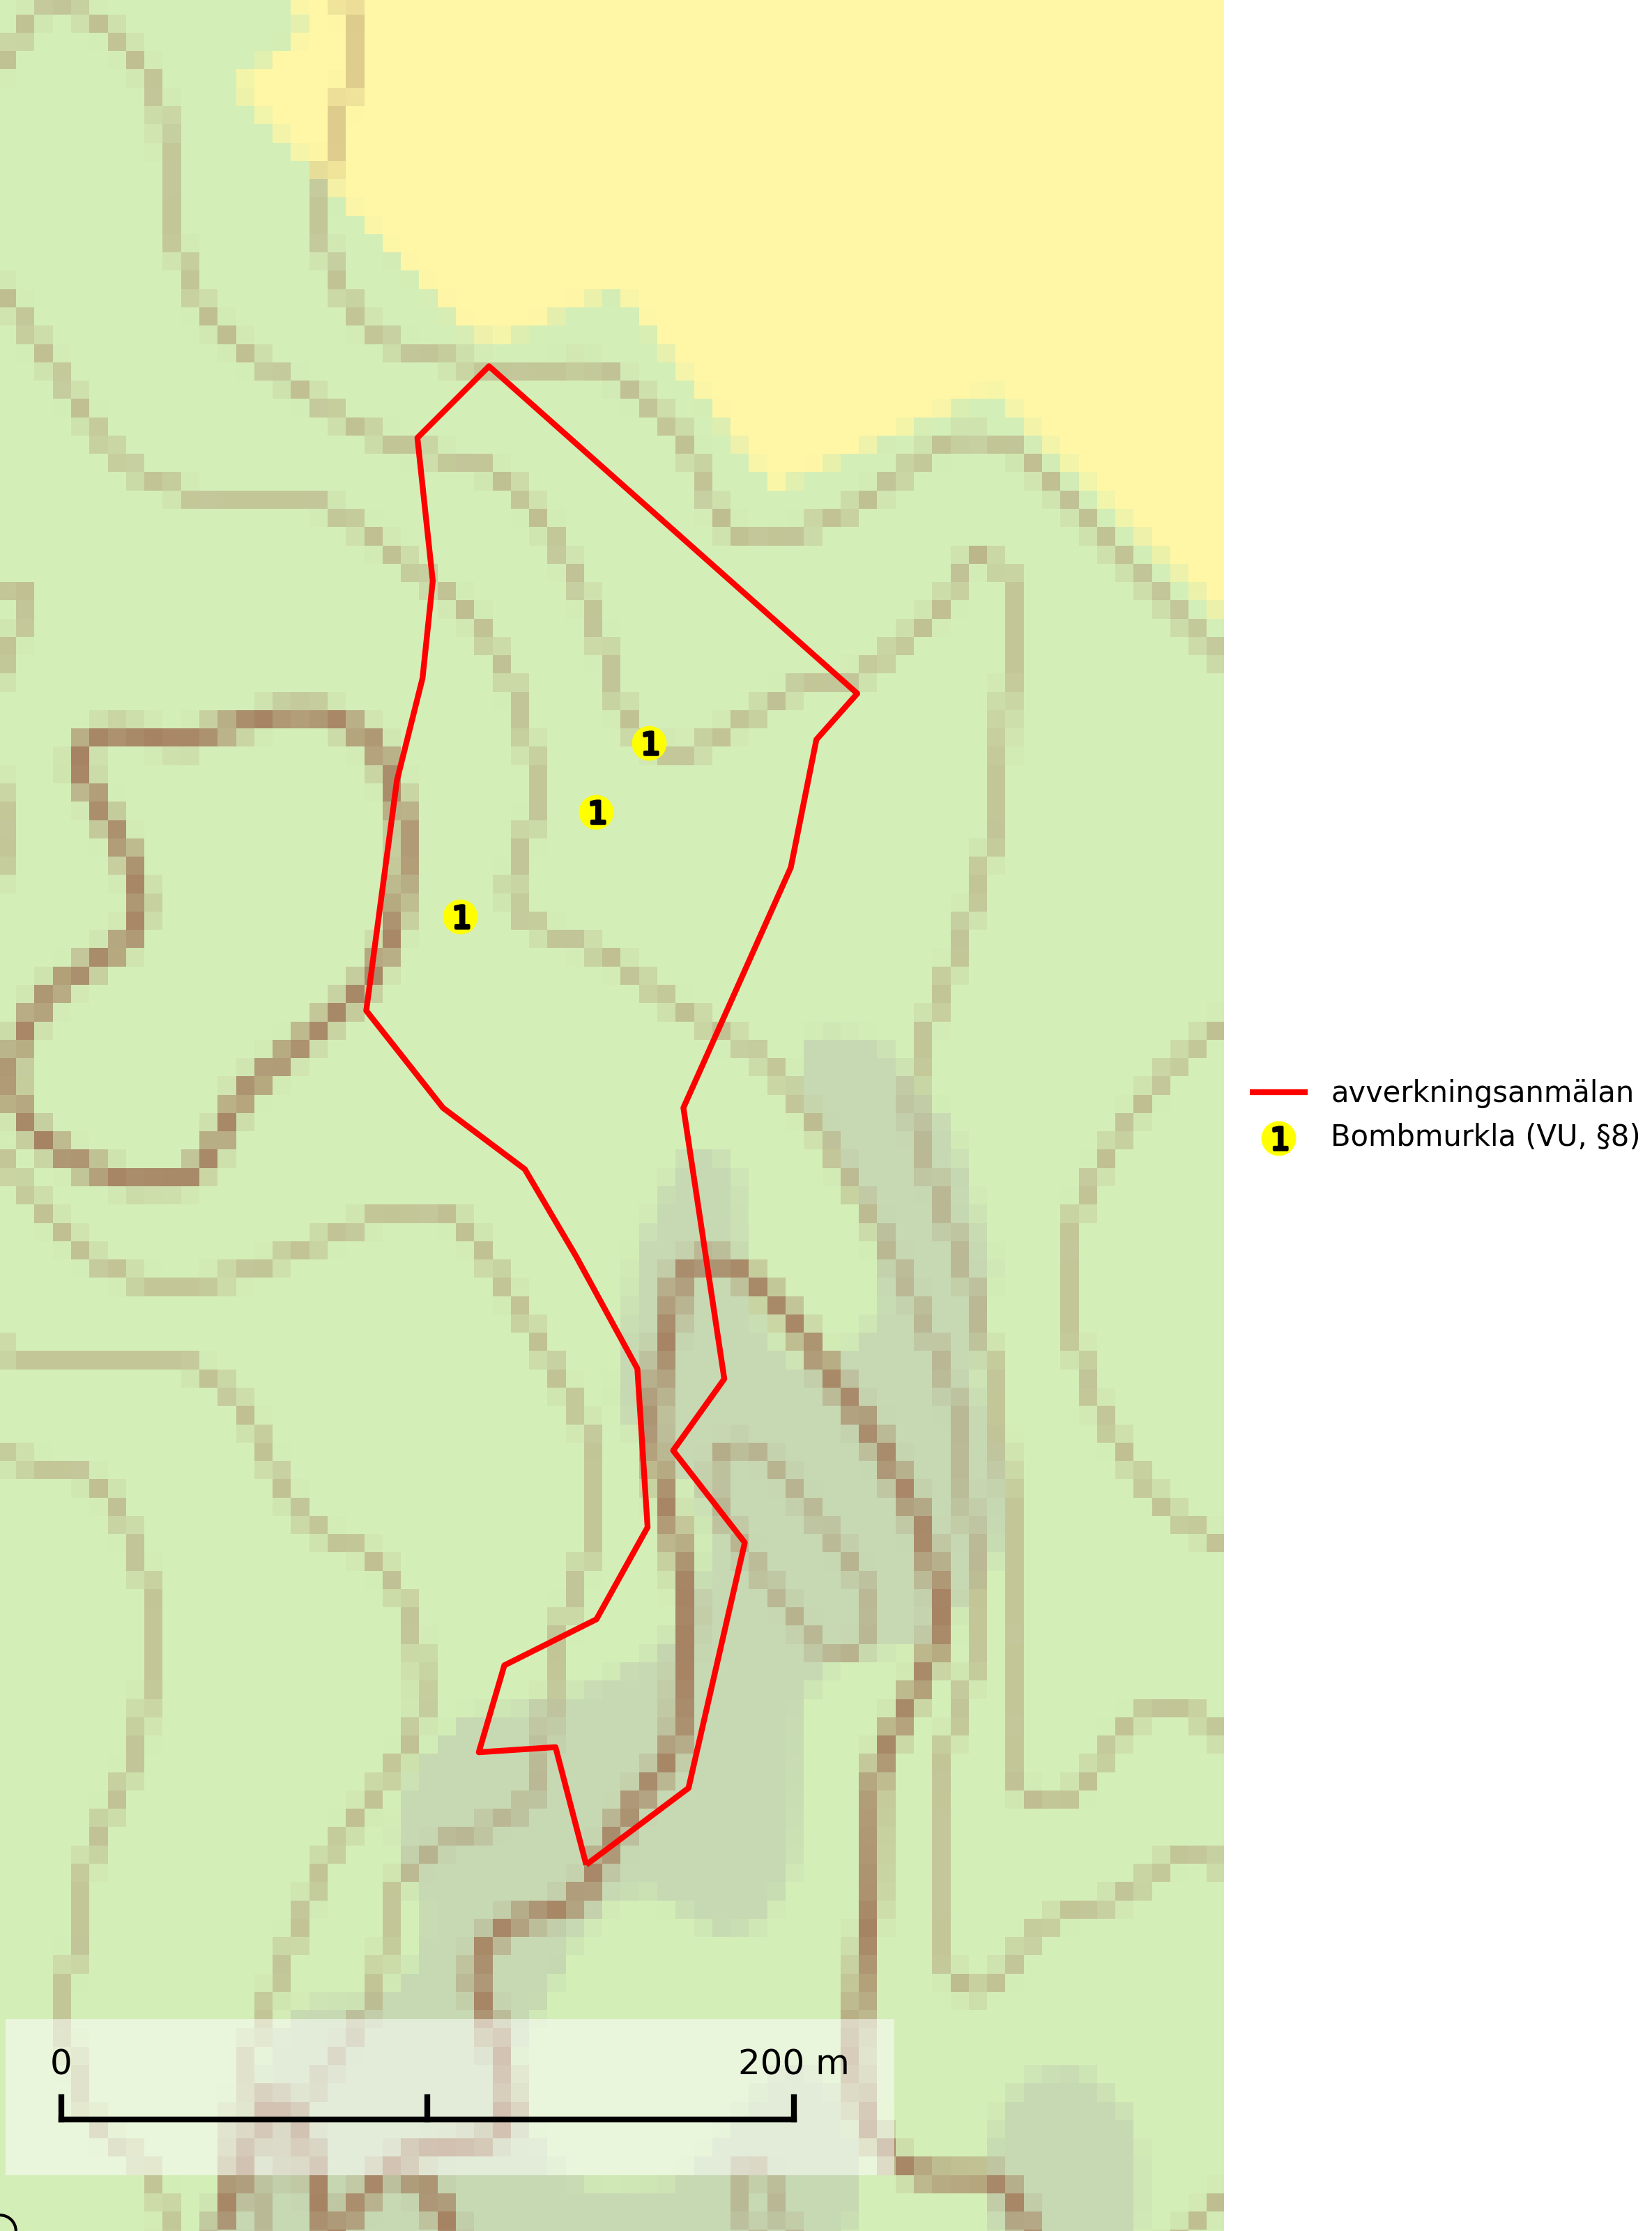 1
1
1
avverkningsanmälan
1 Bombmurkla (VU, §8)
0 200 m